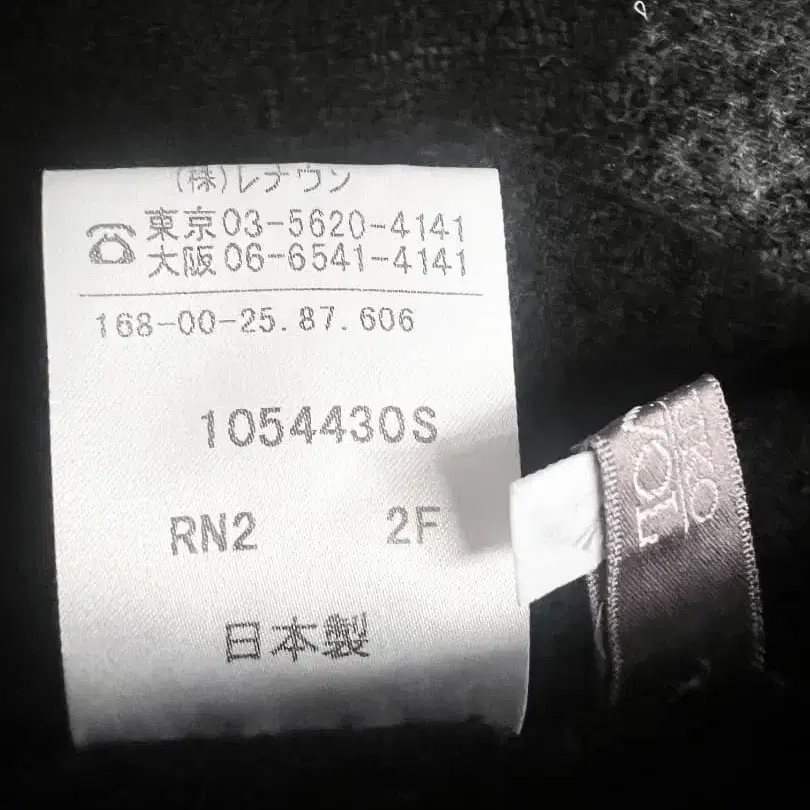 (株)レナウン
東京03-5620-4141
大阪06-6541-4141
168-00-25.87.606
1054430S
RN2 2F
日本製